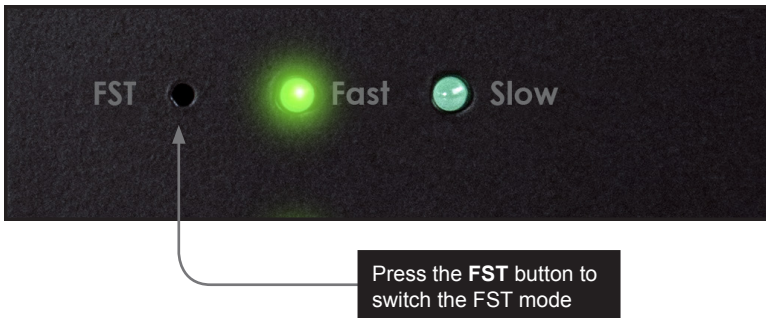 FST Fast Slow
Press the FST button to
switch the FST mode